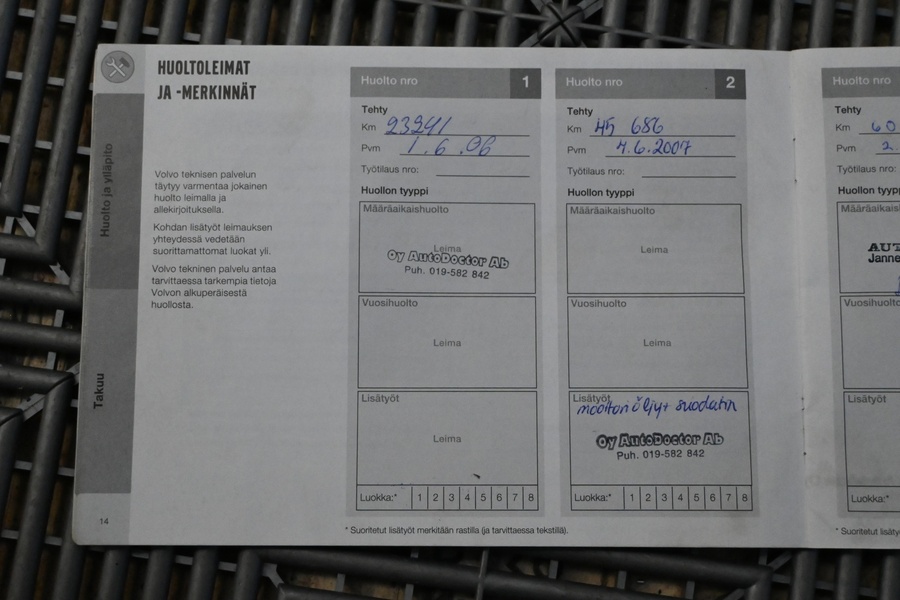 HUOLTOLEIMAT
JA -MERKINNÄT
Huolto ja ylläpito
Takuu
Volvo teknisen palvelun
täytyy varmentaa jokainen
huolto leimalla ja
allekirjoituksella.
Kohdan lisätyöt leimauksen
yhteydessä vedetään
suorittamattomat luokat yli.
Volvo tekninen palvelu antaa
tarvittaessa tarkempia tietoja
Volvon alkuperäisestä
huollosta.
14
Huolto nro 1
Tehty
Km 23241
Pvm 1.6.06
Työtilaus nro:
Huollon tyyppi
Määräaikaishuolto
Leima
Oy AutoDoctor Ab
Puh. 019-582 842
Vuosihuolto
Leima
Lisätyöt
Leima
Luokka:* 1 2 3 4 5 6 7 8
Huolto nro 2
Tehty
Km 45 686
Pvm 4.6.2007
Työtilaus nro:
Huollon tyyppi
Määräaikaishuolto
Leima
Vuosihuolto
Leima
Lisätyöt
moottoriöljy + suodatin
Oy AutoDoctor Ab
Puh. 019-582 842
Luokka:* 1 2 3 4 5 6 7 8
* Suoritetut lisätyöt merkitään rastilla (ja tarvittaessa tekstillä).
Huolto nro
Tehty
Km 60
Pvm 2.
Työtilaus nro:
Huollon tyyp
Määräaikaish
AUT
Janne
Vuosihuolto
Lisätyöt
Luokka:*
* Suoritetut lisäty